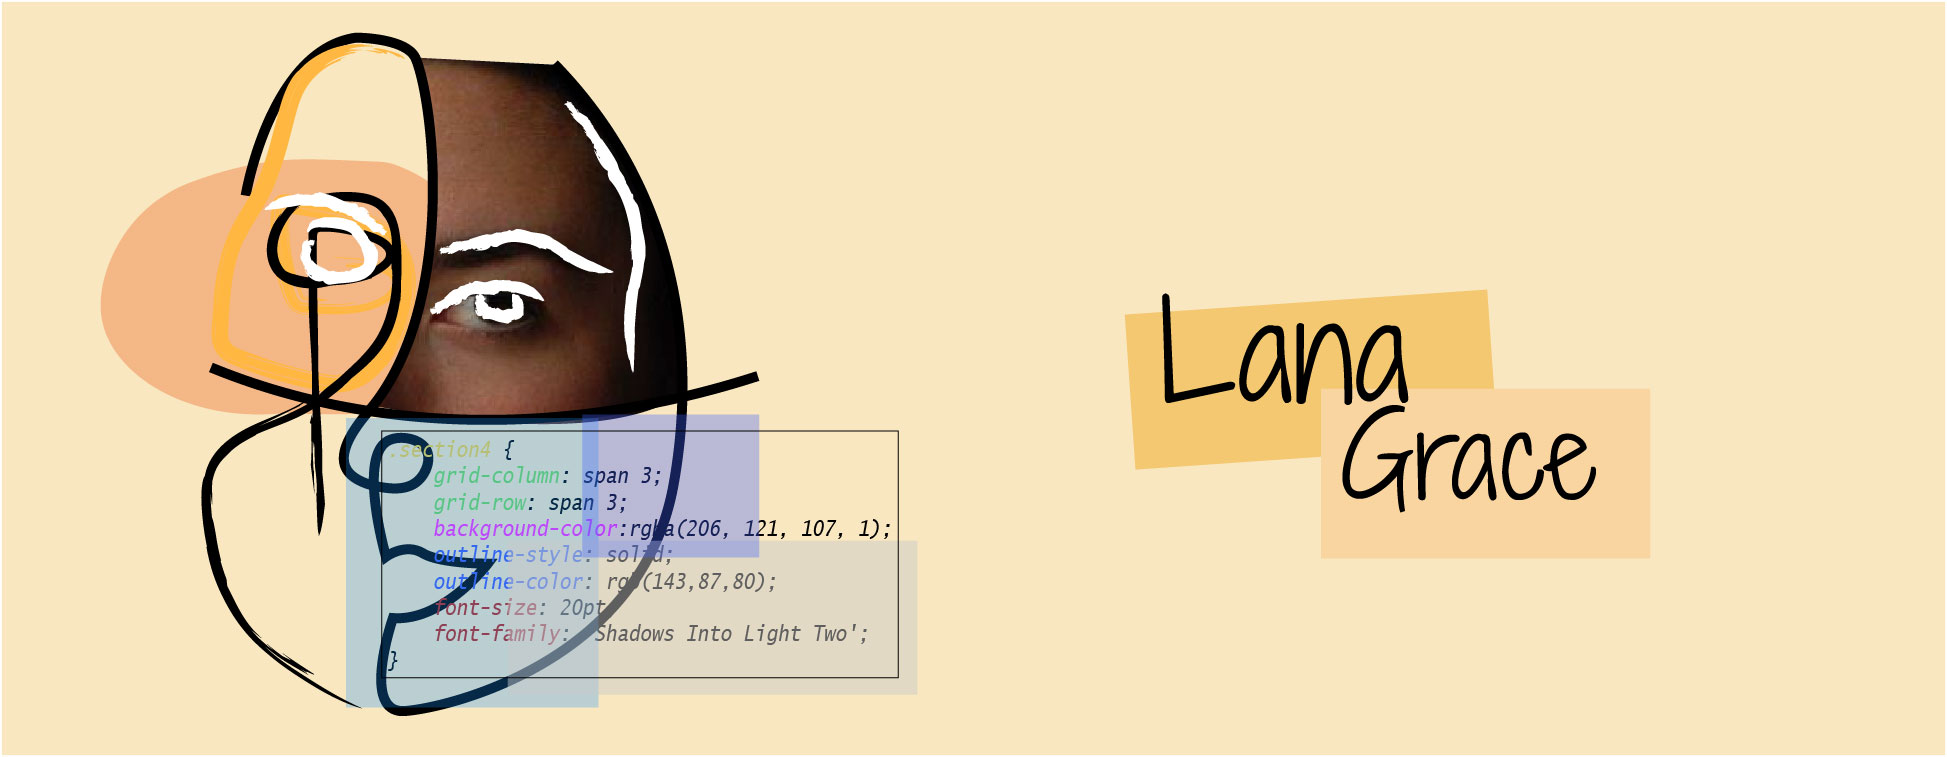 .section4 {
grid-column: span 3;
grid-row: span 3;
background-color:rgba(206, 121, 107, 1);
outline-style: solid;
outline-color: rgb(143,87,80);
font-size: 20pt
font-family: 'Shadows Into Light Two';
}
Lana
Grace